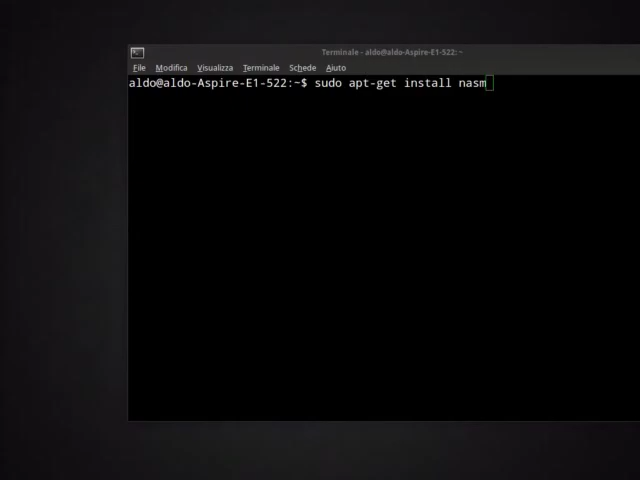 Terminale - aldo@aldo-Aspire-E1-522: ~
File Modifica Visualizza Terminale Schede Aiuto
aldo@aldo-Aspire-E1-522:~$ sudo apt-get install nasm